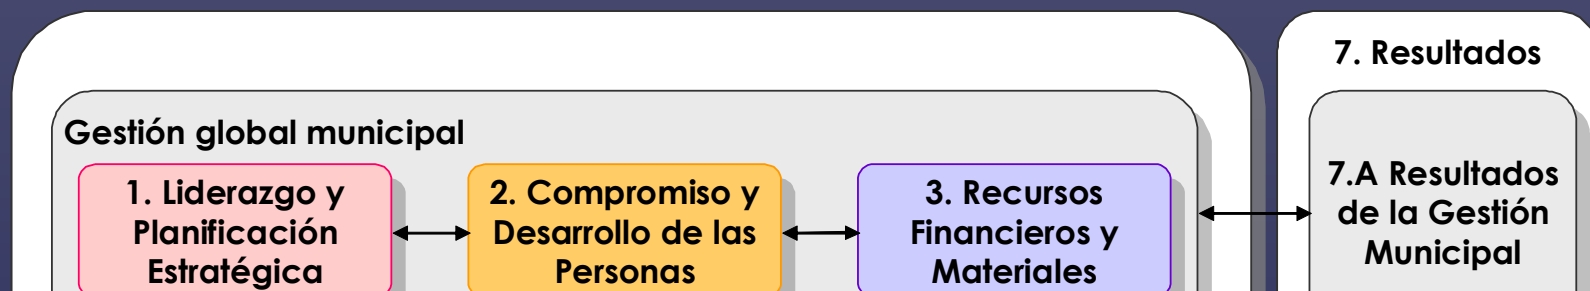 7. Resultados
Gestión global municipal
1. Liderazgo y
Planificación
Estratégica
2. Compromiso y
Desarrollo de las
Personas
3. Recursos
Financieros y
Materiales
7.A Resultados
de la Gestión
Municipal